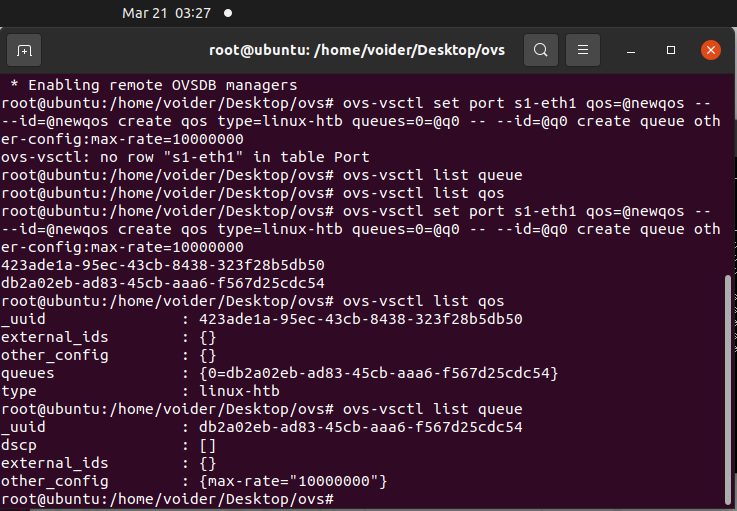 Mar 21 03:27
root@ubuntu: /home/voider/Desktop/ovs
 * Enabling remote OVSDB managers
root@ubuntu:/home/voider/Desktop/ovs# ovs-vsctl set port s1-eth1 qos=@newqos --
--id=@newqos create qos type=linux-htb queues=0=@q0 -- --id=@q0 create queue oth
er-config:max-rate=10000000
ovs-vsctl: no row "s1-eth1" in table Port
root@ubuntu:/home/voider/Desktop/ovs# ovs-vsctl list queue
root@ubuntu:/home/voider/Desktop/ovs# ovs-vsctl list qos
root@ubuntu:/home/voider/Desktop/ovs# ovs-vsctl set port s1-eth1 qos=@newqos --
--id=@newqos create qos type=linux-htb queues=0=@q0 -- --id=@q0 create queue oth
er-config:max-rate=10000000
423ade1a-95ec-43cb-8438-323f28b5db50
db2a02eb-ad83-45cb-aaa6-f567d25cdc54
root@ubuntu:/home/voider/Desktop/ovs# ovs-vsctl list qos
_uuid               : 423ade1a-95ec-43cb-8438-323f28b5db50
external_ids        : {}
other_config        : {}
queues              : {0=db2a02eb-ad83-45cb-aaa6-f567d25cdc54}
type                : linux-htb
root@ubuntu:/home/voider/Desktop/ovs# ovs-vsctl list queue
_uuid               : db2a02eb-ad83-45cb-aaa6-f567d25cdc54
dscp                : []
external_ids        : {}
other_config        : {max-rate="10000000"}
root@ubuntu:/home/voider/Desktop/ovs#